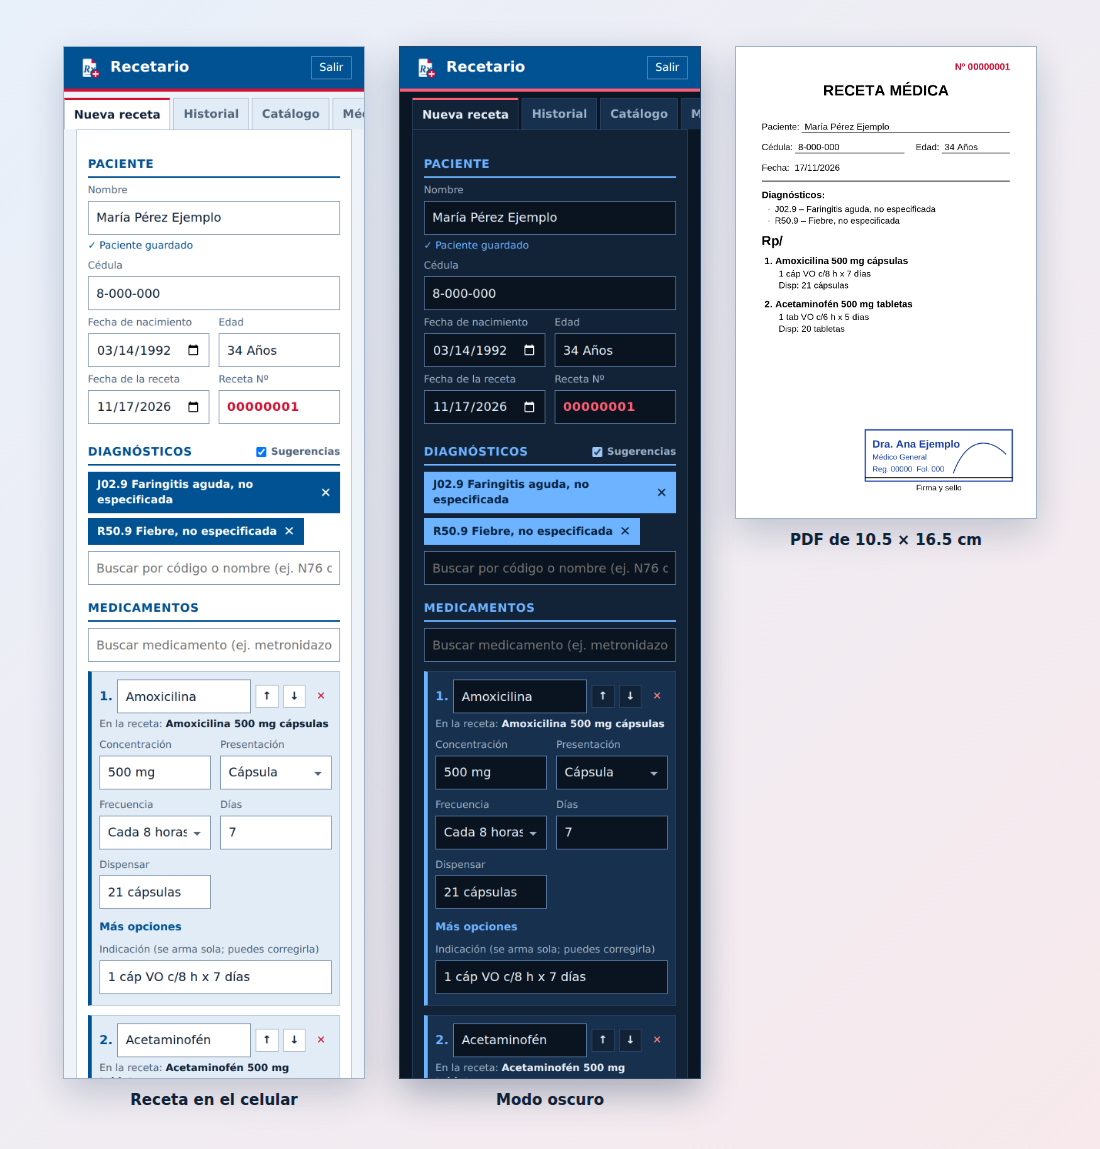 Recetario
Salir
Nueva receta
Historial
Catálogo
PACIENTE
Nombre
María Pérez Ejemplo
✓ Paciente guardado
Cédula
8-000-000
Fecha de nacimiento
Edad
03/14/1992
34 Años
Fecha de la receta
Receta Nº
11/17/2026
00000001
DIAGNÓSTICOS
Sugerencias
J02.9 Faringitis aguda, no
especificada
✕
R50.9 Fiebre, no especificada ✕
Buscar por código o nombre (ej. N76 o
MEDICAMENTOS
Buscar medicamento (ej. metronidazo
1. Amoxicilina ↑ ↓ ✕
En la receta: Amoxicilina 500 mg cápsulas
Concentración
Presentación
500 mg
Cápsula
Frecuencia
Días
Cada 8 horas
7
Dispensar
21 cápsulas
Más opciones
Indicación (se arma sola; puedes corregirla)
1 cáp VO c/8 h x 7 días
2. Acetaminofén ↑ ↓ ✕
En la receta: Acetaminofén 500 mg
Receta en el celular
Recetario
Salir
Nueva receta
Historial
Catálogo
PACIENTE
Nombre
María Pérez Ejemplo
✓ Paciente guardado
Cédula
8-000-000
Fecha de nacimiento
Edad
03/14/1992
34 Años
Fecha de la receta
Receta Nº
11/17/2026
00000001
DIAGNÓSTICOS
Sugerencias
J02.9 Faringitis aguda, no
especificada
✕
R50.9 Fiebre, no especificada ✕
Buscar por código o nombre (ej. N76 o
MEDICAMENTOS
Buscar medicamento (ej. metronidazo
1. Amoxicilina ↑ ↓ ✕
En la receta: Amoxicilina 500 mg cápsulas
Concentración
Presentación
500 mg
Cápsula
Frecuencia
Días
Cada 8 horas
7
Dispensar
21 cápsulas
Más opciones
Indicación (se arma sola; puedes corregirla)
1 cáp VO c/8 h x 7 días
2. Acetaminofén ↑ ↓ ✕
En la receta: Acetaminofén 500 mg
Modo oscuro
Nº 00000001
RECETA MÉDICA
Paciente: María Pérez Ejemplo
Cédula: 8-000-000 Edad: 34 Años
Fecha: 17/11/2026
Diagnósticos:
· J02.9 – Faringitis aguda, no especificada
· R50.9 – Fiebre, no especificada
Rp/
1. Amoxicilina 500 mg cápsulas
1 cáp VO c/8 h x 7 días
Disp: 21 cápsulas
2. Acetaminofén 500 mg tabletas
1 tab VO c/6 h x 5 días
Disp: 20 tabletas
Dra. Ana Ejemplo
Médico General
Reg. 00000 Fol. 000
Firma y sello
PDF de 10.5 × 16.5 cm